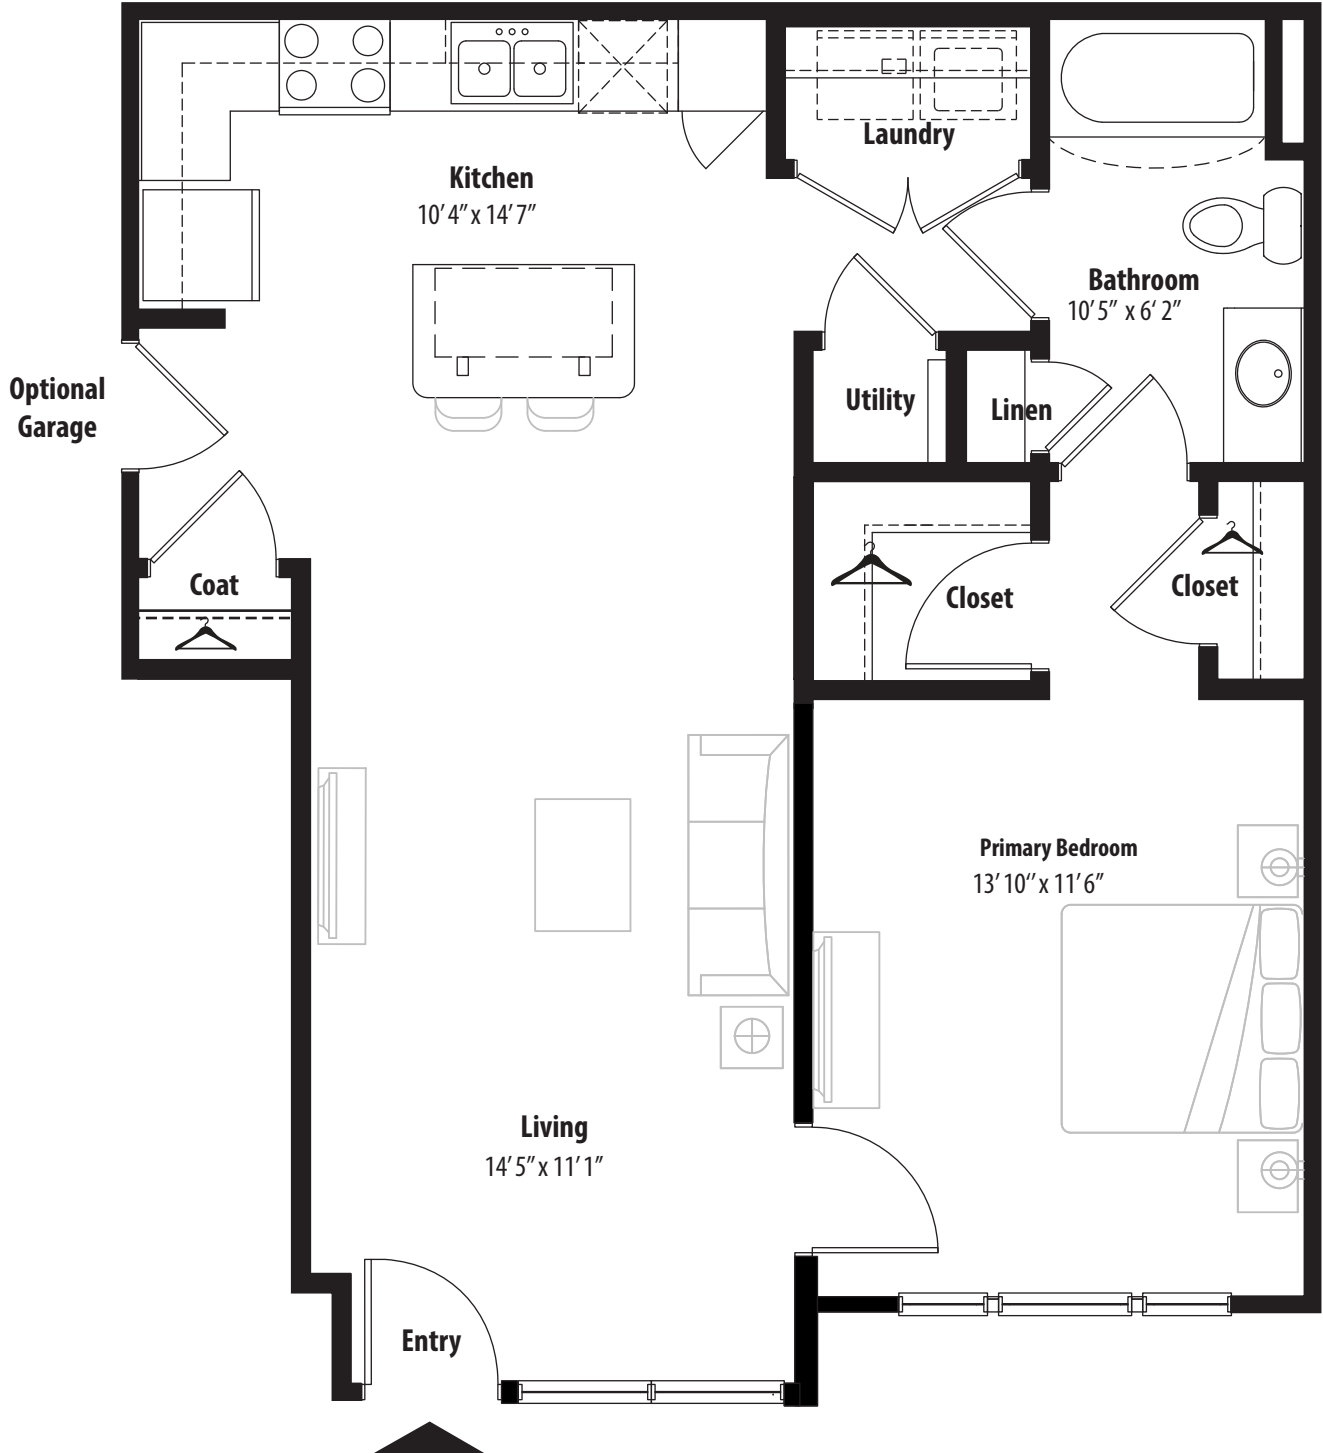 Laundry
Kitchen
10' 4" x 14' 7"
Bathroom
10' 5" x 6' 2"
Optional
Garage
Utility
Linen
Coat
Closet
Closet
Primary Bedroom
13' 10" x 11' 6"
Living
14' 5" x 11' 1"
Entry